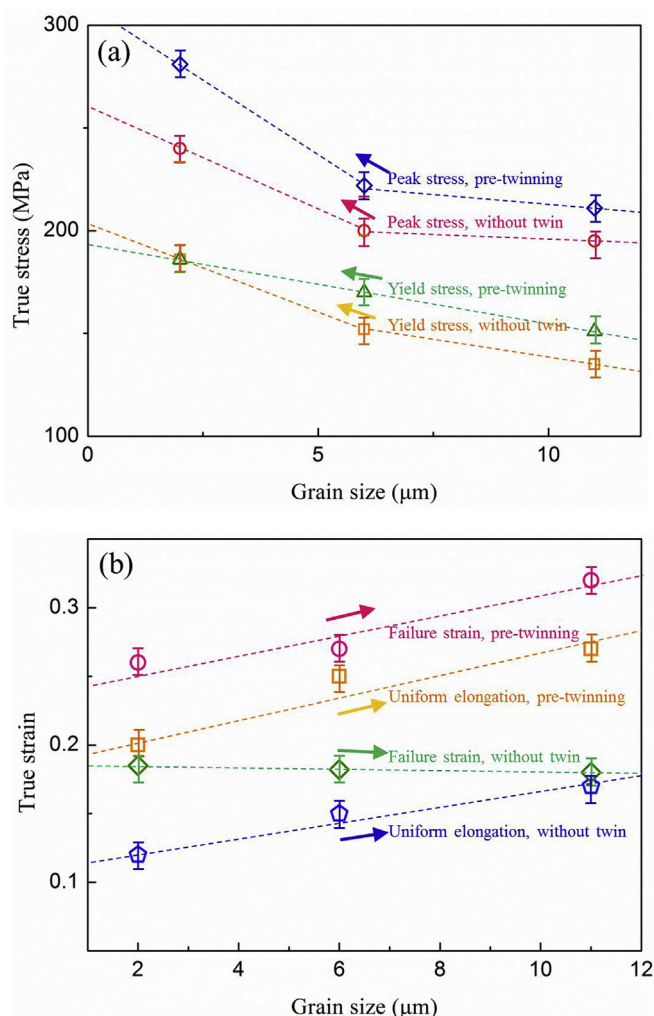 (a)
300
200
100
True stress (MPa)
Peak stress, pre-twinning
Peak stress, without twin
Yield stress, pre-twinning
Yield stress, without twin
0 5 10
Grain size (μm)
(b)
0.3
0.2
0.1
True strain
Failure strain, pre-twinning
Uniform elongation, pre-twinning
Failure strain, without twin
Uniform elongation, without twin
2 4 6 8 10 12
Grain size (μm)